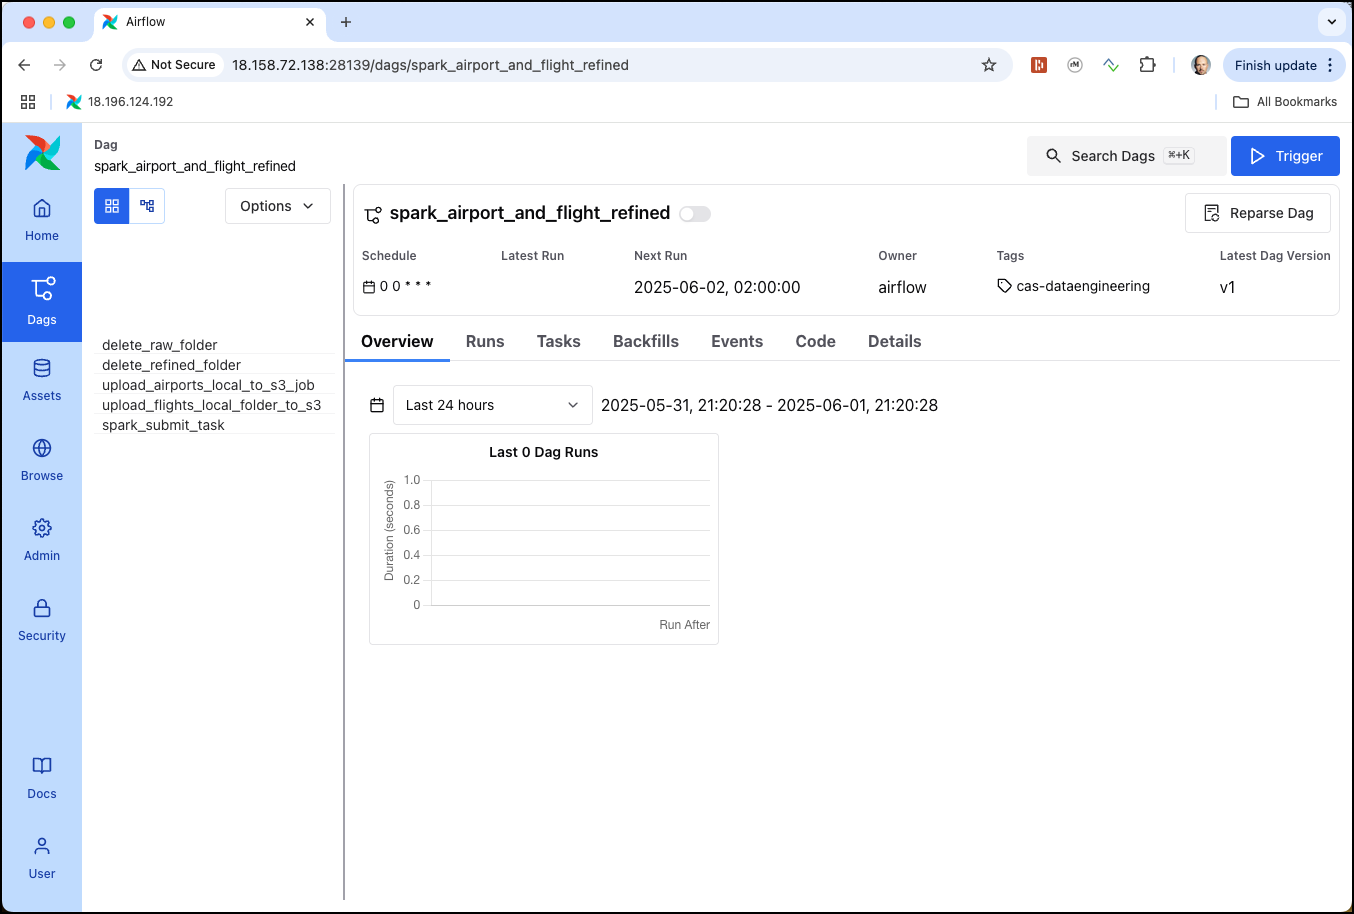 Airflow
Not Secure
18.158.72.138:28139/dags/spark_airport_and_flight_refined
Finish update
18.196.124.192
All Bookmarks
Home
Dags
Assets
Browse
Admin
Security
Docs
User
Dag
spark_airport_and_flight_refined
Search Dags ⌘+K
Trigger
Options
delete_raw_folder
delete_refined_folder
upload_airports_local_to_s3_job
upload_flights_local_folder_to_s3
spark_submit_task
spark_airport_and_flight_refined
Reparse Dag
Schedule Latest Run Next Run Owner Tags Latest Dag Version
0 0 * * * 2025-06-02, 02:00:00 airflow cas-dataengineering v1
Overview Runs Tasks Backfills Events Code Details
Last 24 hours 2025-05-31, 21:20:28 - 2025-06-01, 21:20:28
Last 0 Dag Runs
Duration (seconds)
1.0
0.8
0.6
0.4
0.2
0
Run After